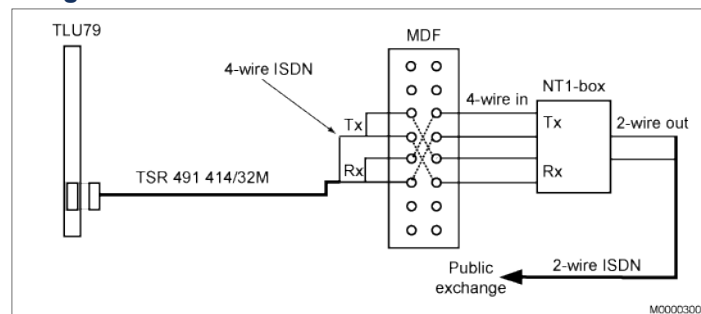 TLU79
MDF
4-wire ISDN
4-wire in
NT1-box
Tx
Tx
2-wire out
Rx
Rx
TSR 491 414/32M
Public
exchange
2-wire ISDN
M0000300